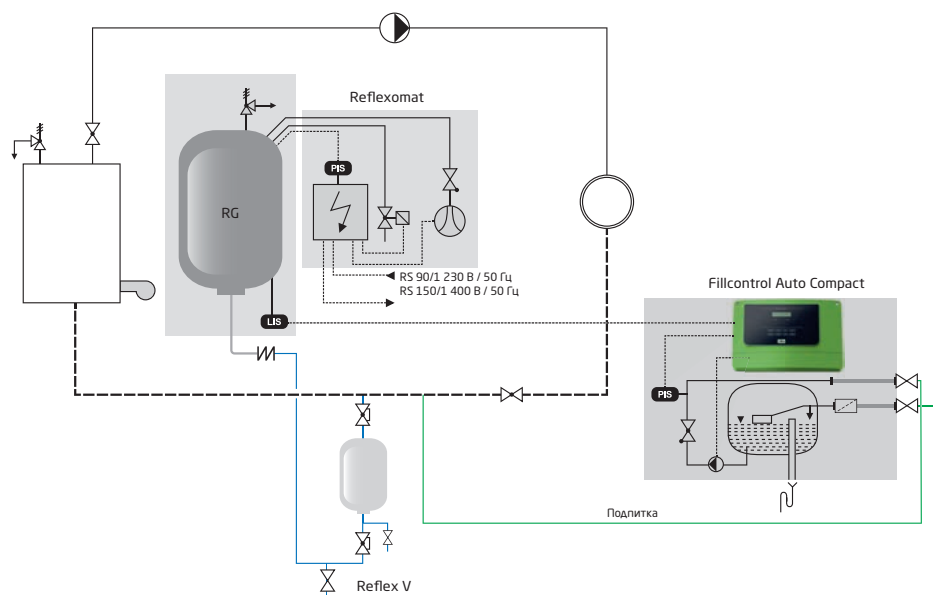 Reflexomat
PIS
RG
RS 90/1 230 В / 50 Гц
RS 150/1 400 В / 50 Гц
LIS
Fillcontrol Auto Compact
PIS
Подпитка
Reflex V